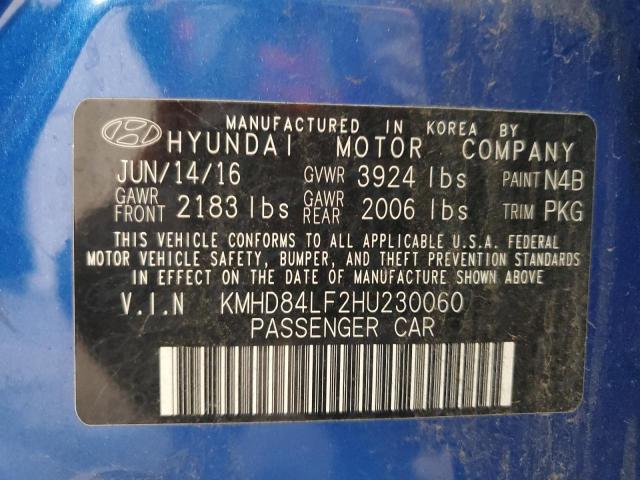 MANUFACTURED IN KOREA BY
HYUNDAI MOTOR COMPANY
JUN/14/16 GVWR 3924 lbs PAINT N4B
GAWR FRONT 2183 lbs GAWR REAR 2006 lbs TRIM PKG
THIS VEHICLE CONFORMS TO ALL APPLICABLE U.S.A. FEDERAL
MOTOR VEHICLE SAFETY, BUMPER, AND THEFT PREVENTION STANDARDS
IN EFFECT ON THE DATE OF MANUFACTURE SHOWN ABOVE.
V.I.N KMHD84LF2HU230060
PASSENGER CAR